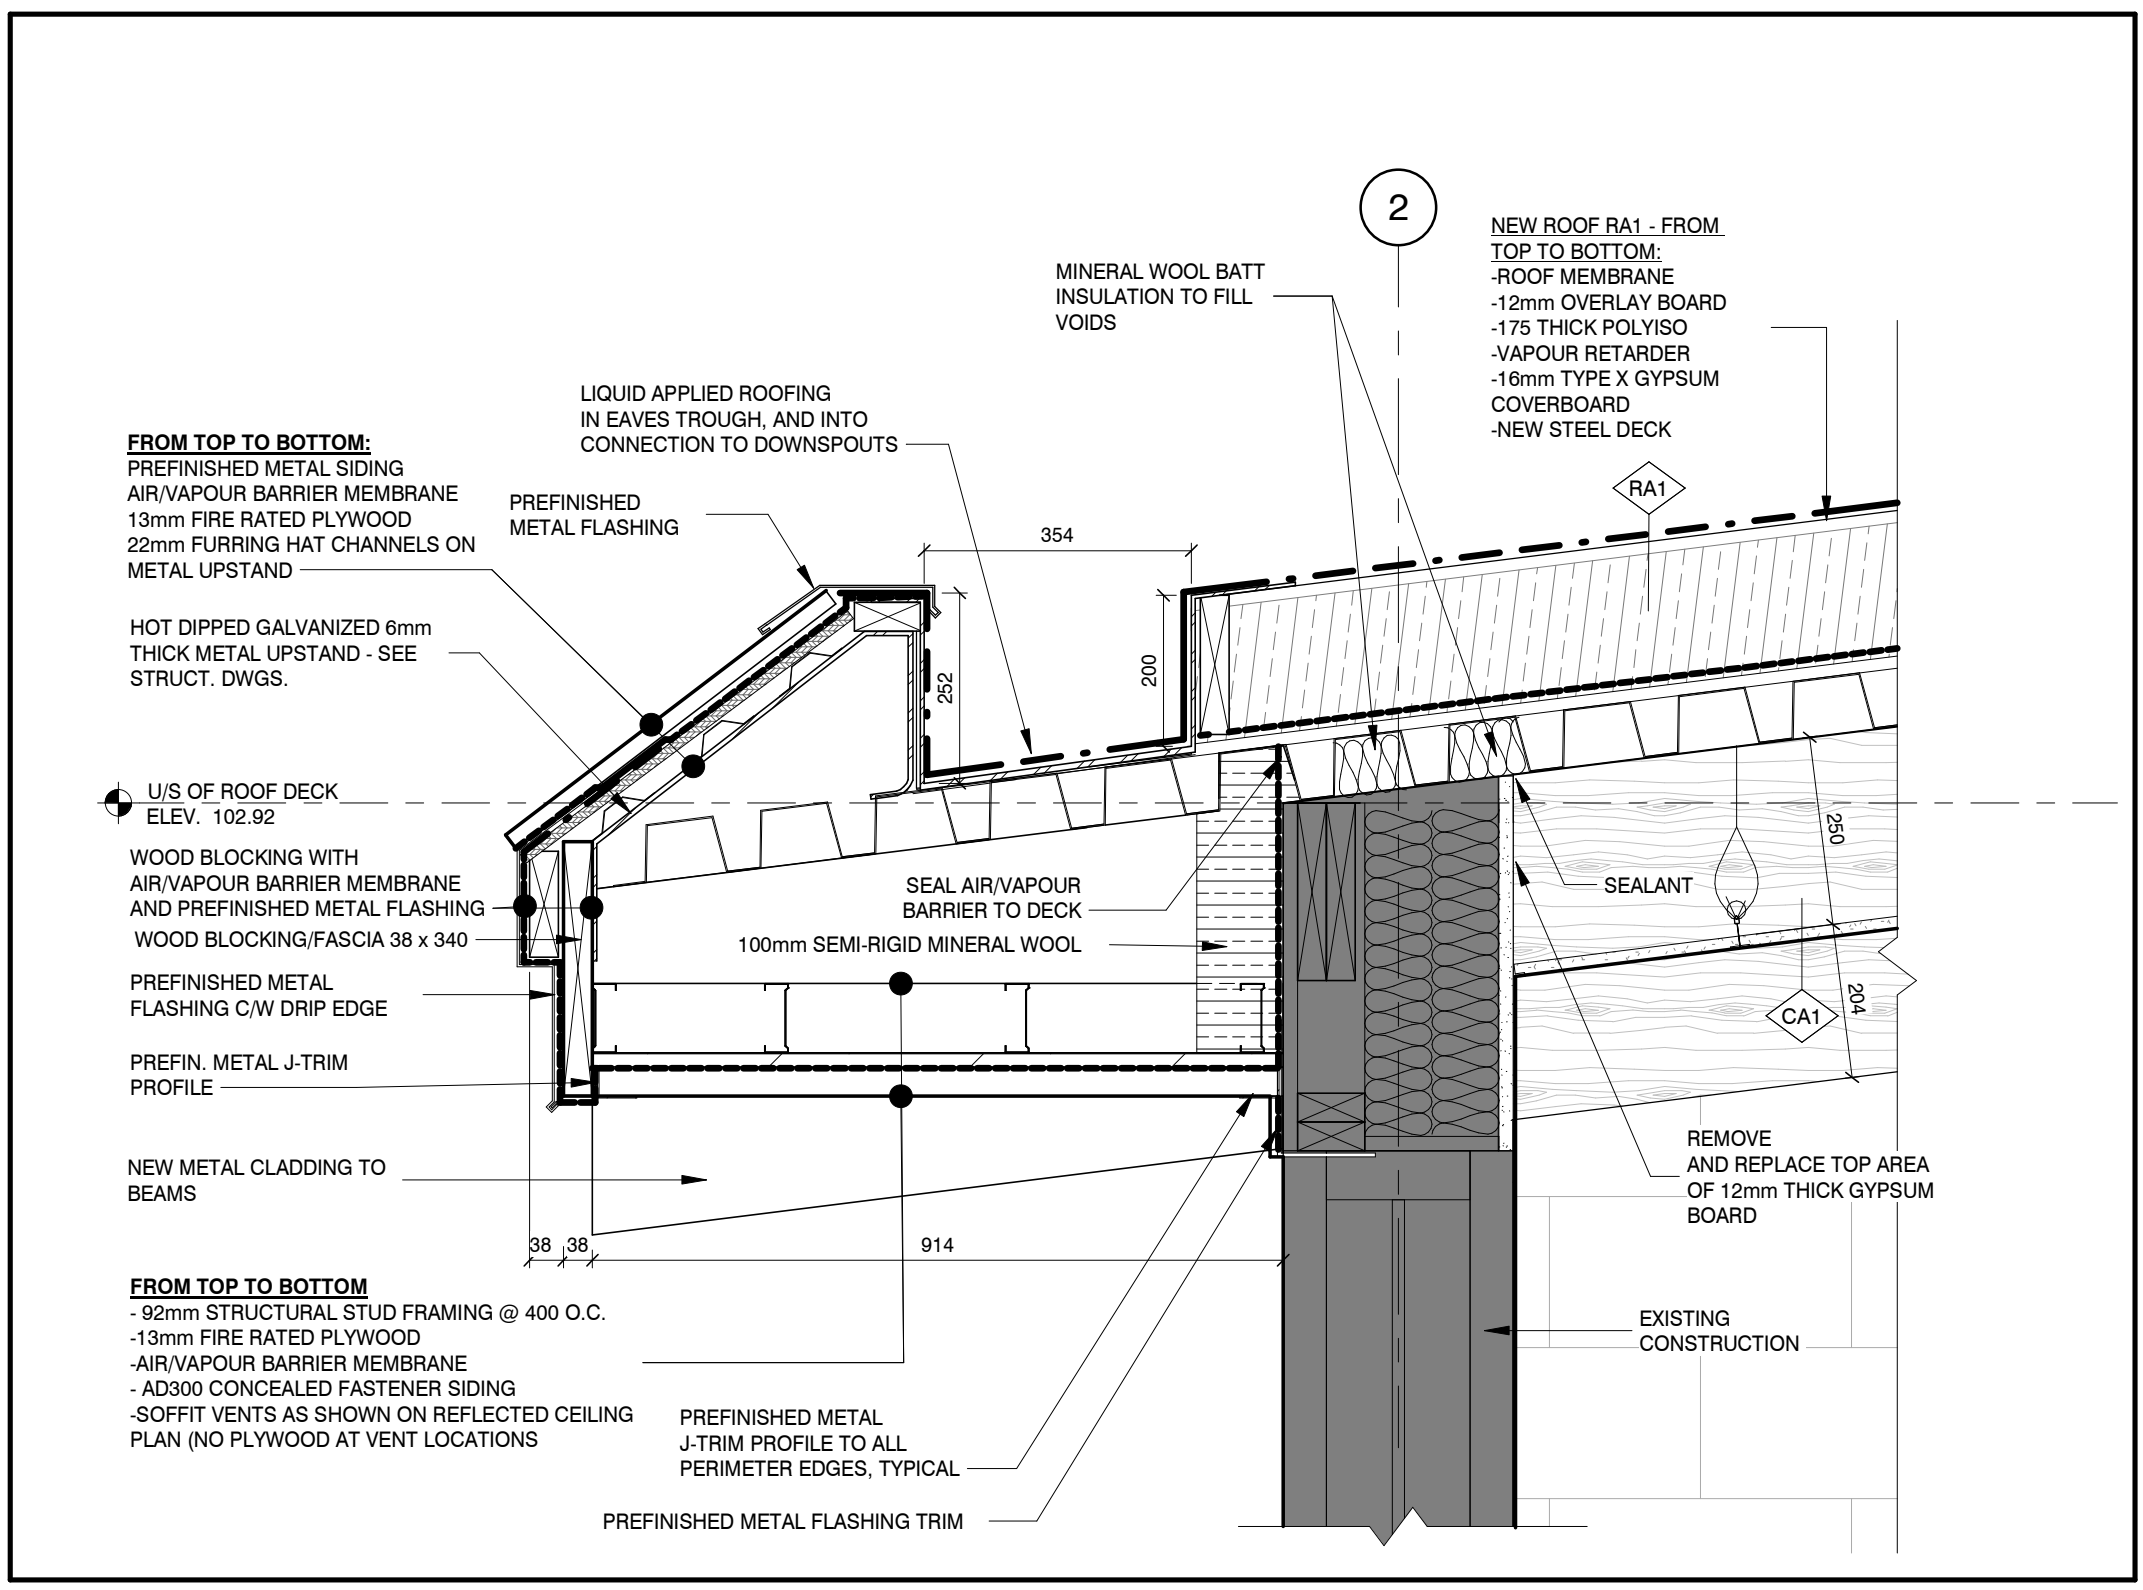 2
NEW ROOF RA1 - FROM
TOP TO BOTTOM:
-ROOF MEMBRANE
-12mm OVERLAY BOARD
-175 THICK POLYISO
-VAPOUR RETARDER
-16mm TYPE X GYPSUM
COVERBOARD
-NEW STEEL DECK
MINERAL WOOL BATT
INSULATION TO FILL
VOIDS
LIQUID APPLIED ROOFING
IN EAVES TROUGH, AND INTO
CONNECTION TO DOWNSPOUTS
FROM TOP TO BOTTOM:
PREFINISHED METAL SIDING
AIR/VAPOUR BARRIER MEMBRANE
13mm FIRE RATED PLYWOOD
22mm FURRING HAT CHANNELS ON
METAL UPSTAND
PREFINISHED
METAL FLASHING
RA1
354
252
200
HOT DIPPED GALVANIZED 6mm
THICK METAL UPSTAND - SEE
STRUCT. DWGS.
U/S OF ROOF DECK
ELEV. 102.92
250
204
WOOD BLOCKING WITH
AIR/VAPOUR BARRIER MEMBRANE
AND PREFINISHED METAL FLASHING
WOOD BLOCKING/FASCIA 38 x 340
SEAL AIR/VAPOUR
BARRIER TO DECK
SEALANT
100mm SEMI-RIGID MINERAL WOOL
PREFINISHED METAL
FLASHING C/W DRIP EDGE
CA1
PREFIN. METAL J-TRIM
PROFILE
REMOVE
AND REPLACE TOP AREA
OF 12mm THICK GYPSUM
BOARD
NEW METAL CLADDING TO
BEAMS
38
38
914
FROM TOP TO BOTTOM
- 92mm STRUCTURAL STUD FRAMING @ 400 O.C.
-13mm FIRE RATED PLYWOOD
-AIR/VAPOUR BARRIER MEMBRANE
- AD300 CONCEALED FASTENER SIDING
-SOFFIT VENTS AS SHOWN ON REFLECTED CEILING
PLAN (NO PLYWOOD AT VENT LOCATIONS
EXISTING
CONSTRUCTION
PREFINISHED METAL
J-TRIM PROFILE TO ALL
PERIMETER EDGES, TYPICAL
PREFINISHED METAL FLASHING TRIM